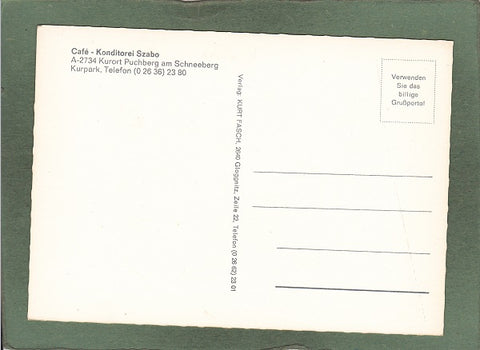 Café - Konditorei Szabo
A-2734 Kurort Puchberg am Schneeberg
Kurpark, Telefon (0 26 36) 23 80
Verlag: KURT FASCH, 2640 Gloggnitz, Zeile 22, Telefon (0 26 62) 23 01
Verwenden
Sie das
billige
Grußporto!